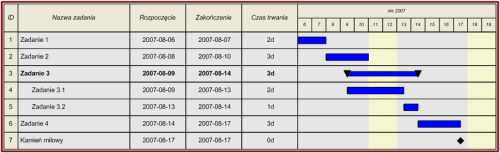 ID Nazwa zadania Rozpoczęcie Zakończenie Czas trwania sie 2007
6 7 8 9 10 11 12 13 14 15 16 17 18 19
1 Zadanie 1 2007-08-06 2007-08-07 2d
2 Zadanie 2 2007-08-08 2007-08-10 3d
3 Zadanie 3 2007-08-09 2007-08-14 3d
4 Zadanie 3.1 2007-08-09 2007-08-13 2d
5 Zadanie 3.2 2007-08-13 2007-08-14 1d
6 Zadanie 4 2007-08-14 2007-08-17 3d
7 Kamień milowy 2007-08-17 2007-08-17 0d